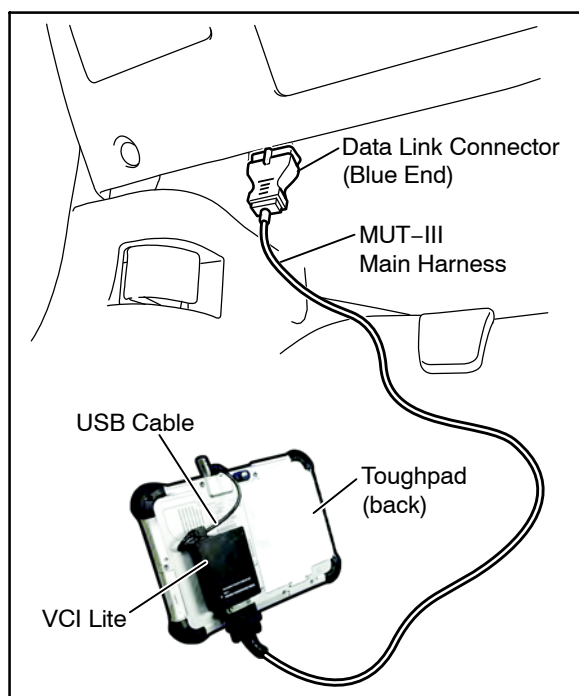 Data Link Connector
(Blue End)
MUT–III
Main Harness
USB Cable
Toughpad
(back)
VCI Lite